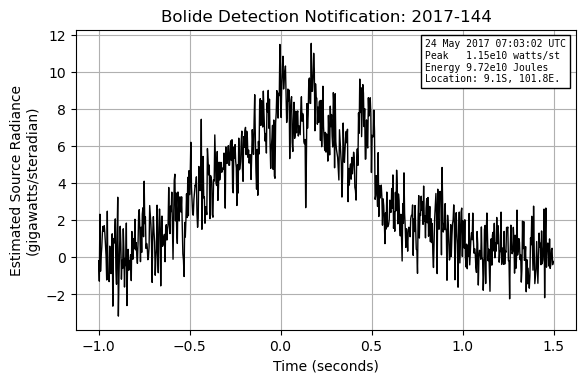 Bolide Detection Notification: 2017-144
24 May 2017 07:03:02 UTC
Peak   1.15e10 watts/st
Energy 9.72e10 Joules
Location: 9.1S, 101.8E.
Estimated Source Radiance
(gigawatts/steradian)
12
10
8
6
4
2
0
−2
−1.0 −0.5 0.0 0.5 1.0 1.5
Time (seconds)